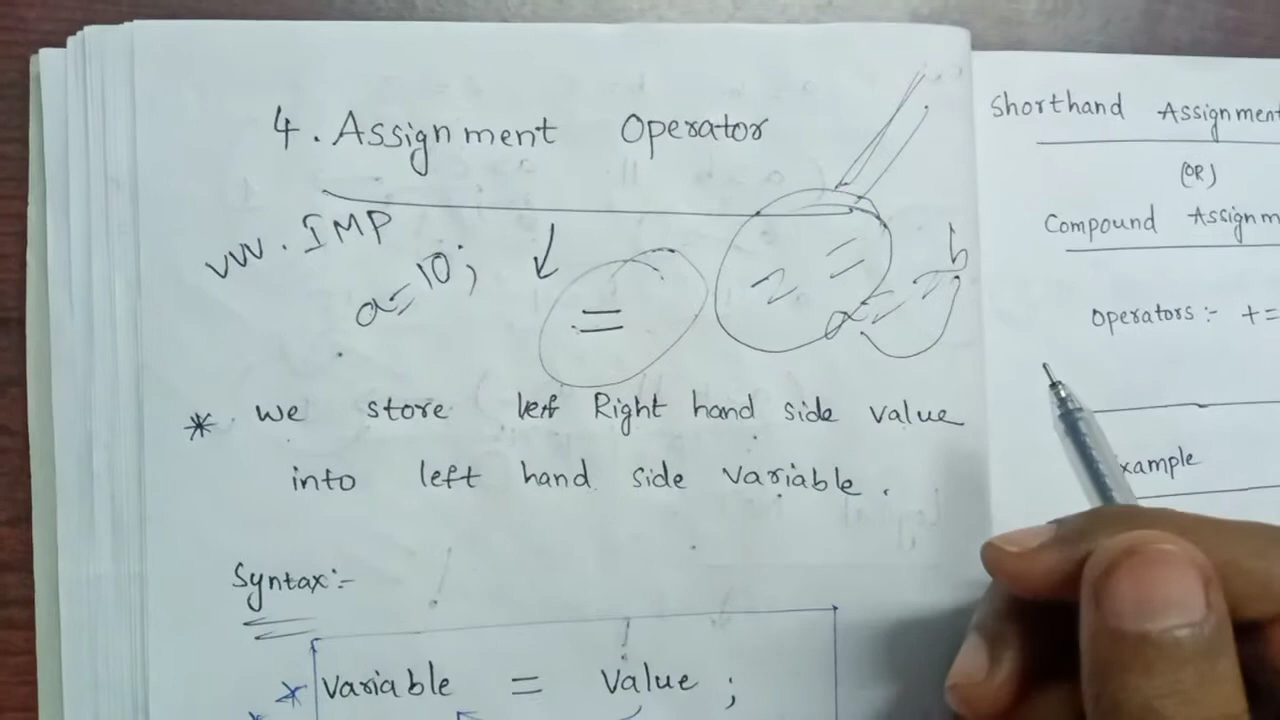 4. Assignment Operator
VVV. IMP
a=10;
=
= =
a = b
* we store left Right hand side value
into left hand side variable.
Syntax:-
* variable = value ;
Shorthand Assignment
(OR)
Compound Assignm
Operators :- +=
xample